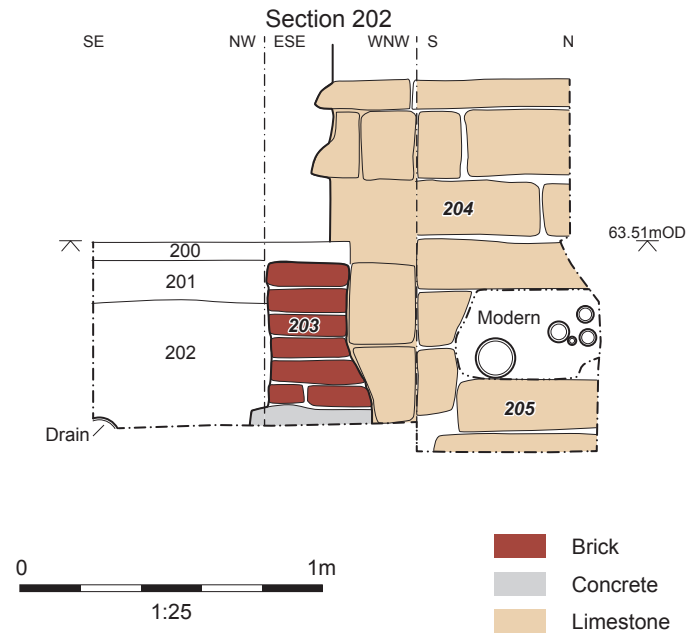 Section 202
SE NW ESE WNW S N
204
63.51mOD
200
201
203
Modern
202
205
Drain
0 1m
1:25
Brick
Concrete
Limestone